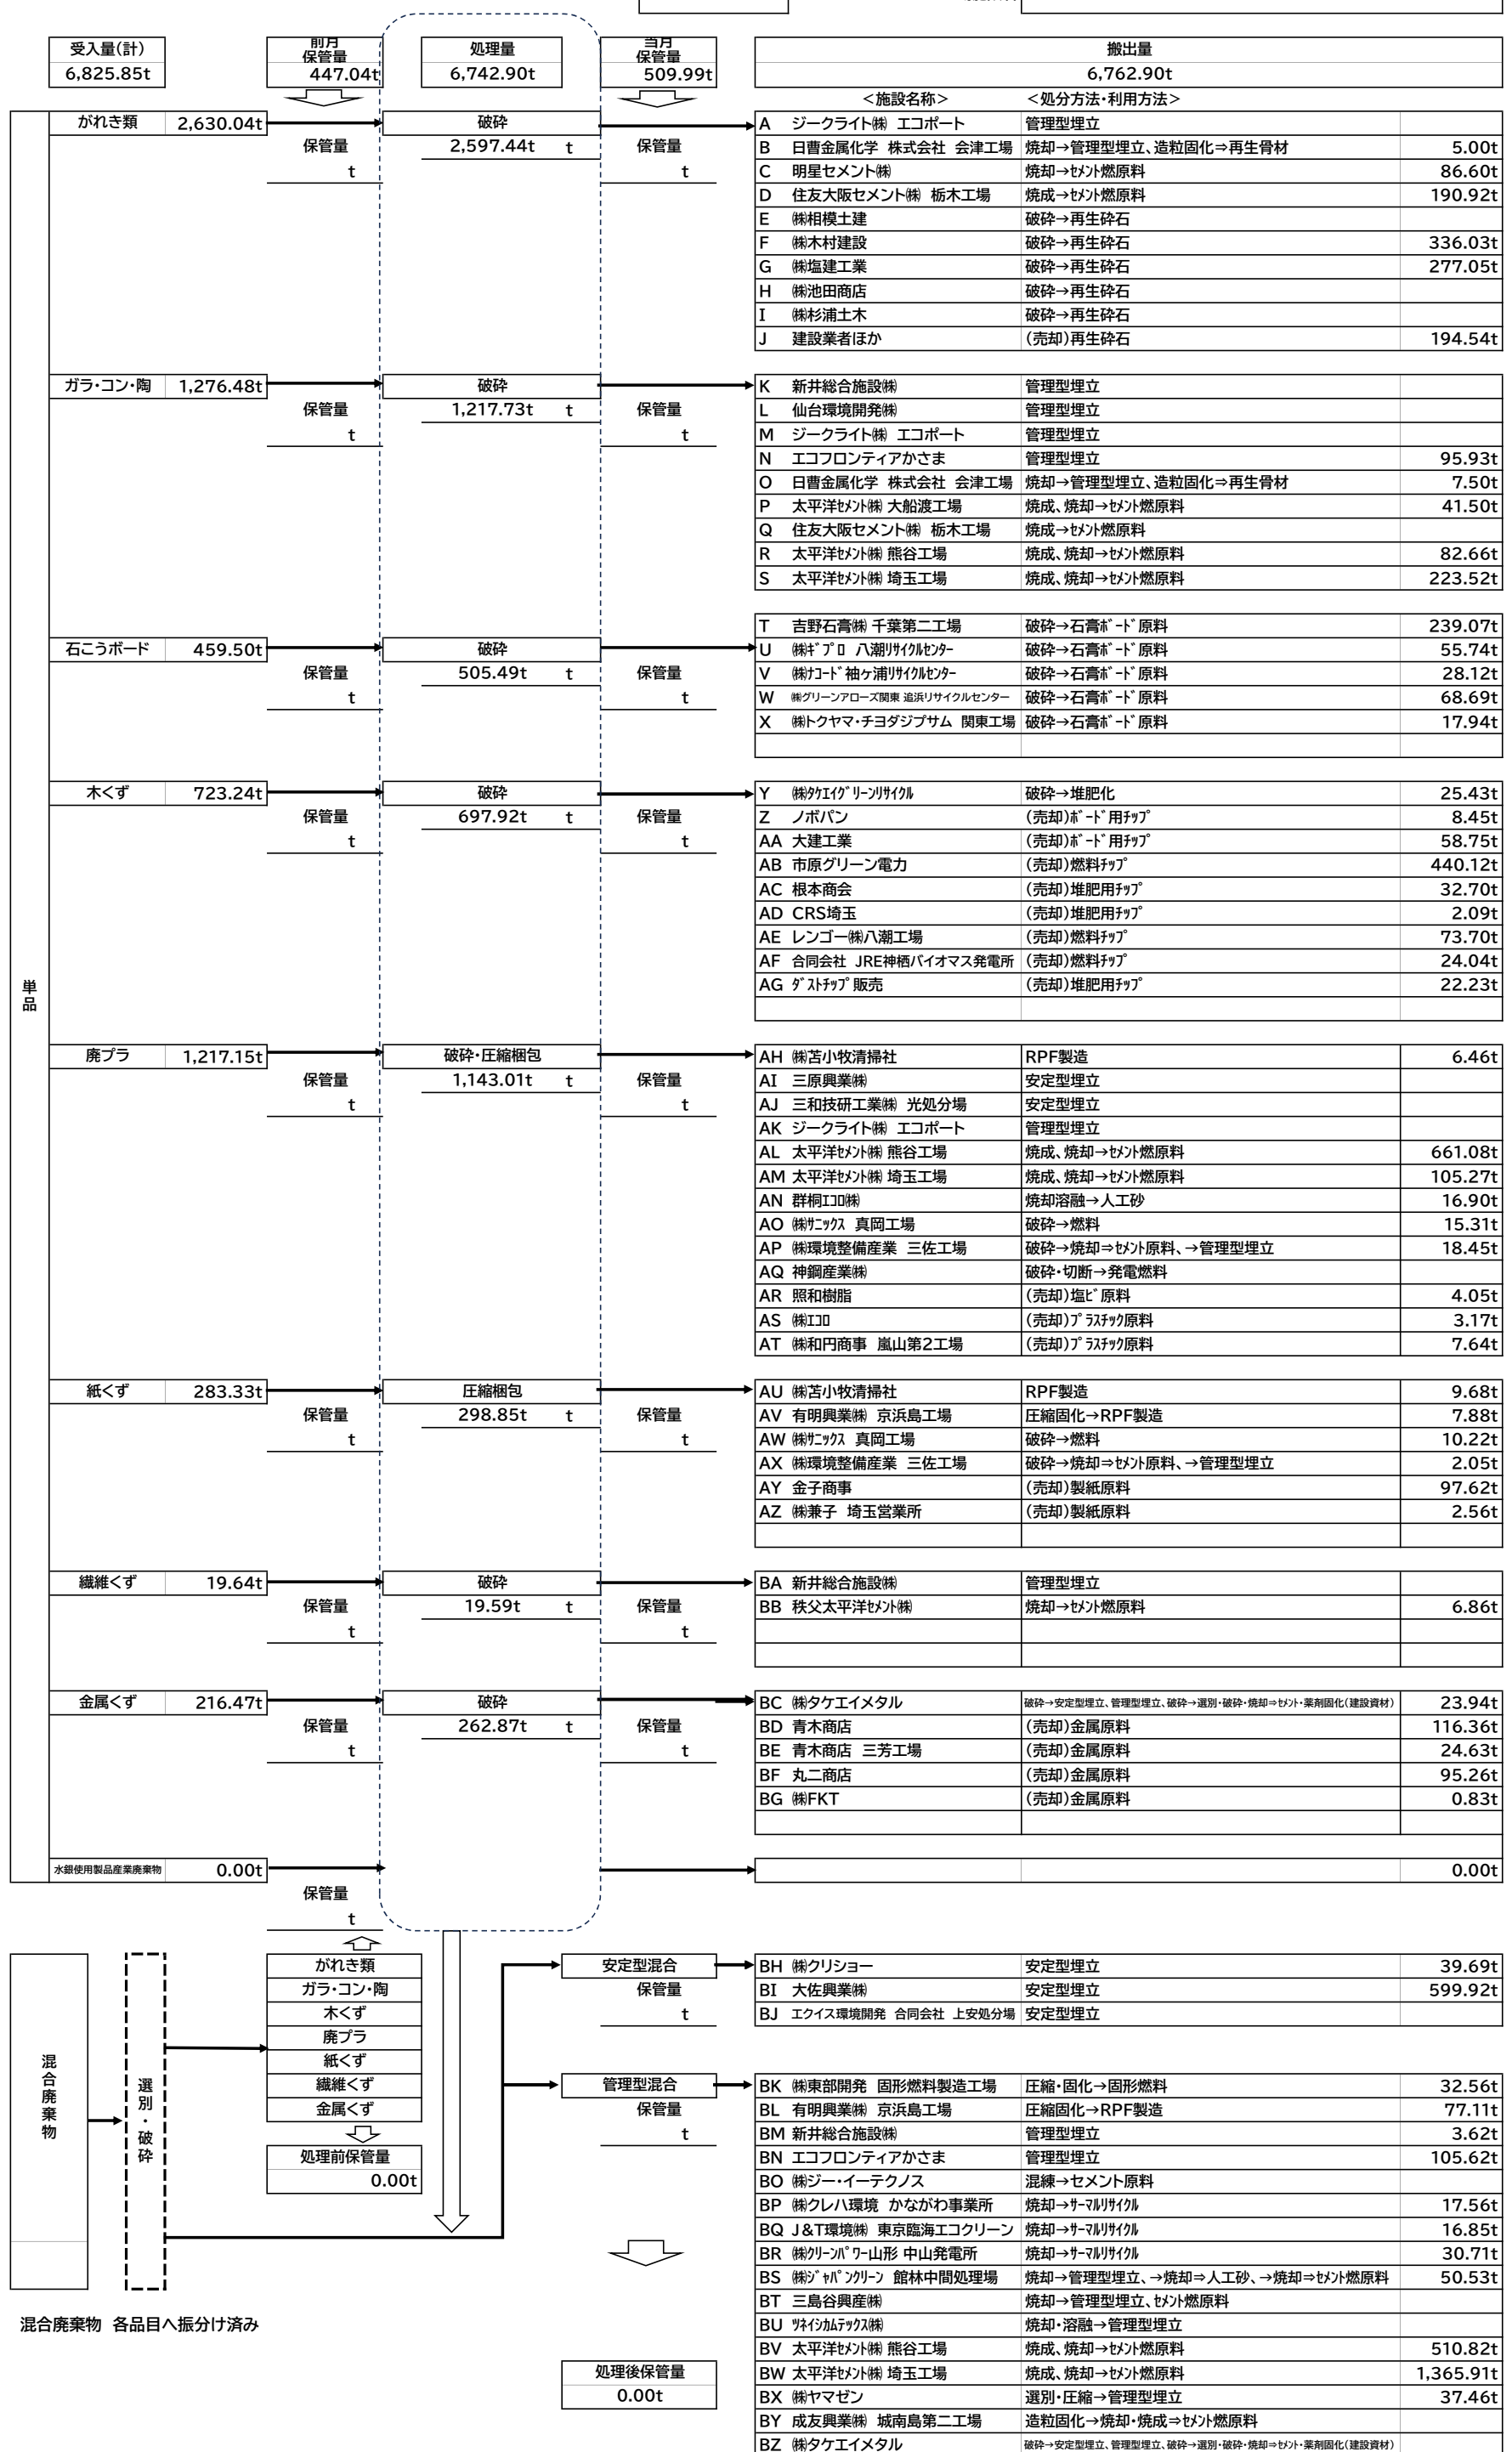 受入量(計) 前月保管量 処理量 当月保管量 搬出量
6,825.85t 447.04t 6,742.90t 509.99t 6,762.90t
＜施設名称＞ ＜処分方法・利用方法＞
単品
がれき類 2,630.04t 破砕 A ジークライト㈱ エコポート 管理型埋立
保管量 2,597.44t t 保管量 B 日曹金属化学 株式会社 会津工場 焼却→管理型埋立、造粒固化⇒再生骨材 5.00t
t t C 明星セメント㈱ 焼却→ｾﾒﾝﾄ燃原料 86.60t
D 住友大阪セメント㈱ 栃木工場 焼成→ｾﾒﾝﾄ燃原料 190.92t
E ㈱相模土建 破砕→再生砕石
F ㈱木村建設 破砕→再生砕石 336.03t
G ㈱塩建工業 破砕→再生砕石 277.05t
H ㈱池田商店 破砕→再生砕石
I ㈱杉浦土木 破砕→再生砕石
J 建設業者ほか (売却)再生砕石 194.54t
ガラ・コン・陶 1,276.48t 破砕 K 新井総合施設㈱ 管理型埋立
保管量 1,217.73t t 保管量 L 仙台環境開発㈱ 管理型埋立
t t M ジークライト㈱ エコポート 管理型埋立
N エコフロンティアかさま 管理型埋立 95.93t
O 日曹金属化学 株式会社 会津工場 焼却→管理型埋立、造粒固化⇒再生骨材 7.50t
P 太平洋ｾﾒﾝﾄ㈱ 大船渡工場 焼成、焼却→ｾﾒﾝﾄ燃原料 41.50t
Q 住友大阪セメント㈱ 栃木工場 焼成→ｾﾒﾝﾄ燃原料
R 太平洋ｾﾒﾝﾄ㈱ 熊谷工場 焼成、焼却→ｾﾒﾝﾄ燃原料 82.66t
S 太平洋ｾﾒﾝﾄ㈱ 埼玉工場 焼成、焼却→ｾﾒﾝﾄ燃原料 223.52t
T 吉野石膏㈱ 千葉第二工場 破砕→石膏ﾎﾞｰﾄﾞ原料 239.07t
石こうボード 459.50t 破砕 U ㈱ｷﾞﾌﾟﾛ 八潮ﾘｻｲｸﾙｾﾝﾀｰ 破砕→石膏ﾎﾞｰﾄﾞ原料 55.74t
保管量 505.49t t 保管量 V ㈱ﾅｺｰﾄﾞ袖ヶ浦ﾘｻｲｸﾙｾﾝﾀｰ 破砕→石膏ﾎﾞｰﾄﾞ原料 28.12t
t t W ㈱グリーンアローズ関東 追浜リサイクルセンター 破砕→石膏ﾎﾞｰﾄﾞ原料 68.69t
X ㈱トクヤマ・チヨダジプサム 関東工場 破砕→石膏ﾎﾞｰﾄﾞ原料 17.94t
木くず 723.24t 破砕 Y ㈱ﾀｹｴｲｸﾞﾘｰﾝﾘｻｲｸﾙ 破砕→堆肥化 25.43t
保管量 697.92t t 保管量 Z ノボパン (売却)ﾎﾞｰﾄﾞ用ﾁｯﾌﾟ 8.45t
t t AA 大建工業 (売却)ﾎﾞｰﾄﾞ用ﾁｯﾌﾟ 58.75t
AB 市原グリーン電力 (売却)燃料ﾁｯﾌﾟ 440.12t
AC 根本商会 (売却)堆肥用ﾁｯﾌﾟ 32.70t
AD CRS埼玉 (売却)堆肥用ﾁｯﾌﾟ 2.09t
AE レンゴー㈱八潮工場 (売却)燃料ﾁｯﾌﾟ 73.70t
AF 合同会社 JRE神栖バイオマス発電所 (売却)燃料ﾁｯﾌﾟ 24.04t
AG ﾀﾞｽﾄﾁｯﾌﾟ販売 (売却)堆肥用ﾁｯﾌﾟ 22.23t
廃プラ 1,217.15t 破砕・圧縮梱包 AH ㈱苫小牧清掃社 RPF製造 6.46t
保管量 1,143.01t t 保管量 AI 三原興業㈱ 安定型埋立
t t AJ 三和技研工業㈱ 光処分場 安定型埋立
AK ジークライト㈱ エコポート 管理型埋立
AL 太平洋ｾﾒﾝﾄ㈱ 熊谷工場 焼成、焼却→ｾﾒﾝﾄ燃原料 661.08t
AM 太平洋ｾﾒﾝﾄ㈱ 埼玉工場 焼成、焼却→ｾﾒﾝﾄ燃原料 105.27t
AN 群桐ｴｺﾛ㈱ 焼却溶融→人工砂 16.90t
AO ㈱ｻﾆｯｸｽ 真岡工場 破砕→燃料 15.31t
AP ㈱環境整備産業 三佐工場 破砕→焼却⇒ｾﾒﾝﾄ原料、→管理型埋立 18.45t
AQ 神鋼産業㈱ 破砕・切断→発電燃料
AR 照和樹脂 (売却)塩ﾋﾞ原料 4.05t
AS ㈱ｴｺﾛ (売却)ﾌﾟﾗｽﾁｯｸ原料 3.17t
AT ㈱和円商事 嵐山第2工場 (売却)ﾌﾟﾗｽﾁｯｸ原料 7.64t
紙くず 283.33t 圧縮梱包 AU ㈱苫小牧清掃社 RPF製造 9.68t
保管量 298.85t t 保管量 AV 有明興業㈱ 京浜島工場 圧縮固化→RPF製造 7.88t
t t AW ㈱ｻﾆｯｸｽ 真岡工場 破砕→燃料 10.22t
AX ㈱環境整備産業 三佐工場 破砕→焼却⇒ｾﾒﾝﾄ原料、→管理型埋立 2.05t
AY 金子商事 (売却)製紙原料 97.62t
AZ ㈱兼子 埼玉営業所 (売却)製紙原料 2.56t
繊維くず 19.64t 破砕 BA 新井総合施設㈱ 管理型埋立
保管量 19.59t t 保管量 BB 秩父太平洋ｾﾒﾝﾄ㈱ 焼却→ｾﾒﾝﾄ燃原料 6.86t
t t
金属くず 216.47t 破砕 BC ㈱タケエイメタル 破砕→安定型埋立、管理型埋立、破砕→選別・破砕・焼却⇒ｾﾒﾝﾄ・薬剤固化(建設資材) 23.94t
保管量 262.87t t 保管量 BD 青木商店 (売却)金属原料 116.36t
t t BE 青木商店 三芳工場 (売却)金属原料 24.63t
BF 丸二商店 (売却)金属原料 95.26t
BG ㈱FKT (売却)金属原料 0.83t
水銀使用製品産業廃棄物 0.00t 0.00t
保管量
t
混合廃棄物
選別・破砕
がれき類 安定型混合 BH ㈱クリショー 安定型埋立 39.69t
ガラ・コン・陶 保管量 BI 大佐興業㈱ 安定型埋立 599.92t
木くず t BJ エクイス環境開発 合同会社 上安処分場 安定型埋立
廃プラ
紙くず
繊維くず 管理型混合 BK ㈱東部開発 固形燃料製造工場 圧縮・固化→固形燃料 32.56t
金属くず 保管量 BL 有明興業㈱ 京浜島工場 圧縮固化→RPF製造 77.11t
t BM 新井総合施設㈱ 管理型埋立 3.62t
処理前保管量 BN エコフロンティアかさま 管理型埋立 105.62t
0.00t BO ㈱ジー・イーテクノス 混練→セメント原料
BP ㈱クレハ環境 かながわ事業所 焼却→ｻｰﾏﾙﾘｻｲｸﾙ 17.56t
BQ J&T環境㈱ 東京臨海エコクリーン 焼却→ｻｰﾏﾙﾘｻｲｸﾙ 16.85t
BR ㈱ｸﾘｰﾝﾊﾟﾜｰ山形 中山発電所 焼却→ｻｰﾏﾙﾘｻｲｸﾙ 30.71t
BS ㈱ｼﾞｬﾊﾟﾝｸﾘｰﾝ 館林中間処理場 焼却→管理型埋立、→焼却⇒人工砂、→焼却⇒ｾﾒﾝﾄ燃原料 50.53t
BT 三島谷興産㈱ 焼却→管理型埋立、ｾﾒﾝﾄ燃原料
混合廃棄物 各品目へ振分け済み BU ﾂﾈｲｼｶﾑﾃｯｸｽ㈱ 焼却・溶融→管理型埋立
BV 太平洋ｾﾒﾝﾄ㈱ 熊谷工場 焼成、焼却→ｾﾒﾝﾄ燃原料 510.82t
処理後保管量 BW 太平洋ｾﾒﾝﾄ㈱ 埼玉工場 焼成、焼却→ｾﾒﾝﾄ燃原料 1,365.91t
0.00t BX ㈱ヤマゼン 選別・圧縮→管理型埋立 37.46t
BY 成友興業㈱ 城南島第二工場 造粒固化→焼却・焼成⇒ｾﾒﾝﾄ燃原料
BZ ㈱タケエイメタル 破砕→安定型埋立、管理型埋立、破砕→選別・破砕・焼却⇒ｾﾒﾝﾄ・薬剤固化(建設資材)